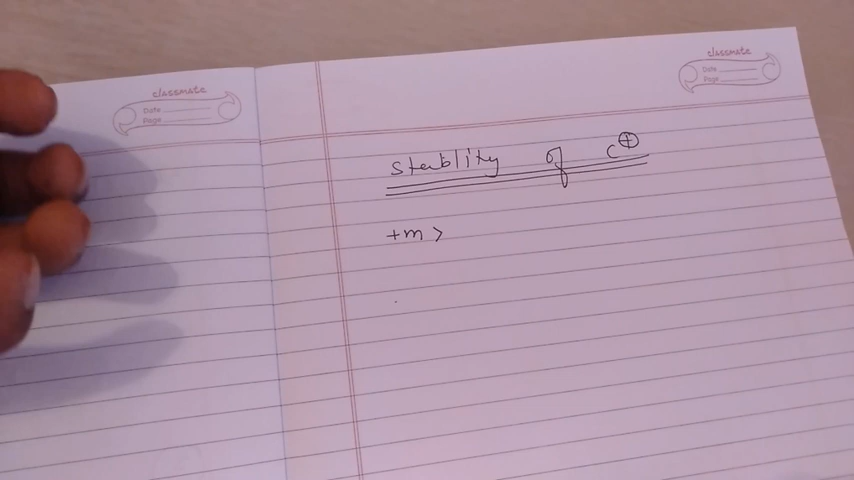 classmate
Date
Page
classmate
Date
Page
Stablity of C⊕
+m >